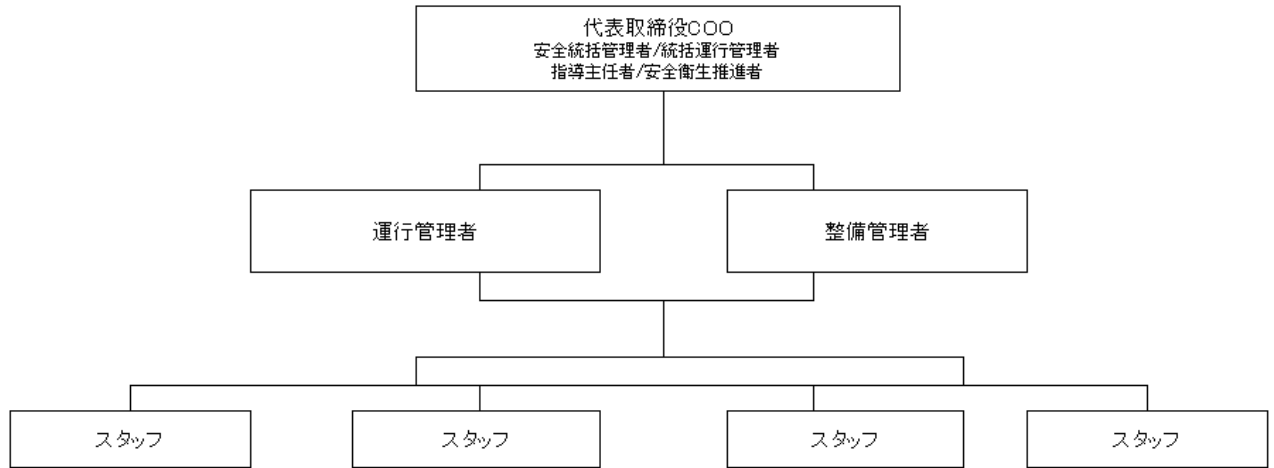 代表取締役COO
安全統括管理者/統括運行管理者
指導主任者/安全衛生推進者
運行管理者
整備管理者
スタッフ
スタッフ
スタッフ
スタッフ